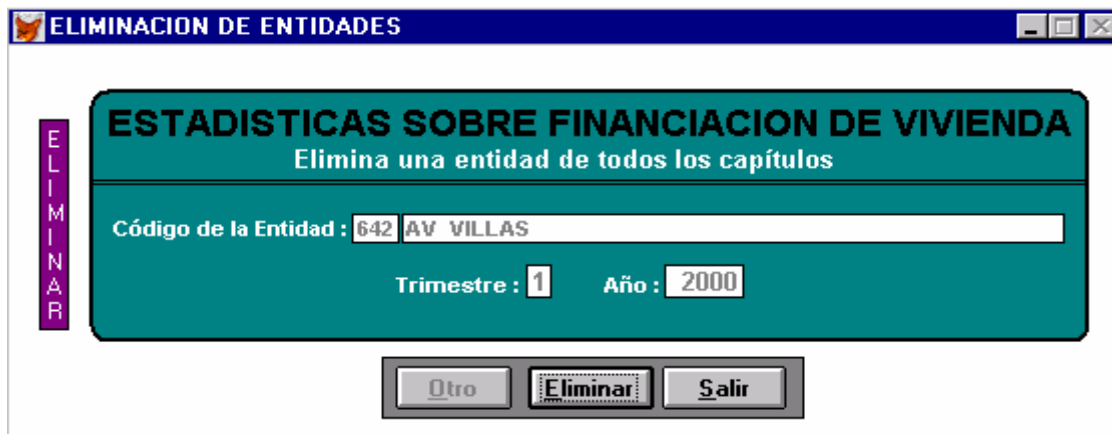 ELIMINACION DE ENTIDADES
ELIMINAR
ESTADISTICAS SOBRE FINANCIACION DE VIVIENDA
Elimina una entidad de todos los capítulos
Código de la Entidad : 642 AV VILLAS
Trimestre : 1 Año : 2000
Otro Eliminar Salir